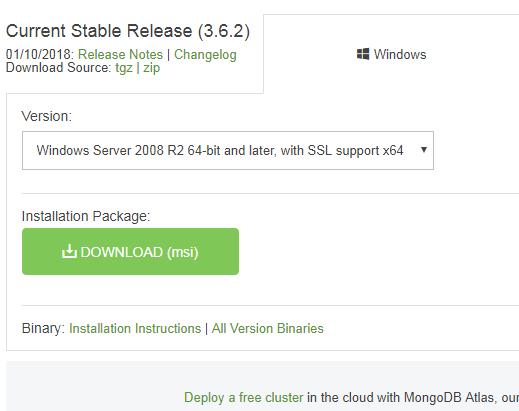 Current Stable Release (3.6.2)
01/10/2018: Release Notes | Changelog
Download Source: tgz | zip
Windows
Version:
Windows Server 2008 R2 64-bit and later, with SSL support x64
Installation Package:
DOWNLOAD (msi)
Binary: Installation Instructions | All Version Binaries
Deploy a free cluster in the cloud with MongoDB Atlas, our